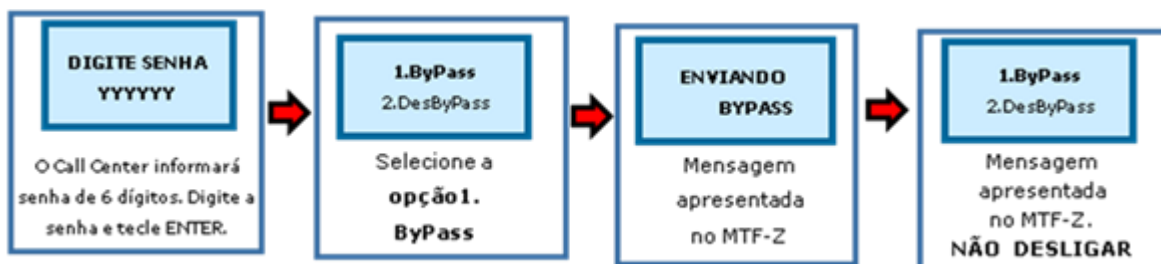 DIGITE SENHA
YYYYYY
O Call Center informará
senha de 6 dígitos. Digite a
senha e tecle ENTER.
1.ByPass
2.DesByPass
Selecione a
opção1.
ByPass
ENVIANDO
BYPASS
Mensagem
apresentada
no MTF-Z
1.ByPass
2.DesByPass
Mensagem
apresentada
no MTF-Z.
NÃO DESLIGAR